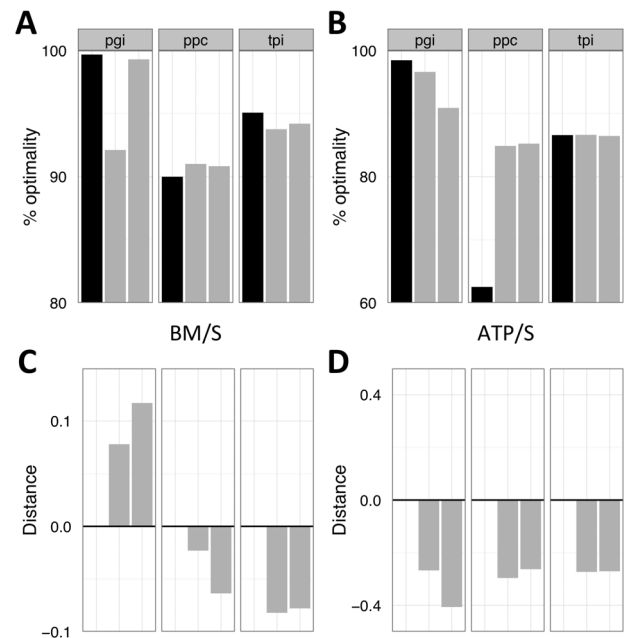 A
B
pgi ppc tpi
pgi ppc tpi
100
90
80
% optimality
100
80
60
% optimality
BM/S
ATP/S
C
D
0.1
0.0
−0.1
Distance
0.4
0.0
−0.4
Distance